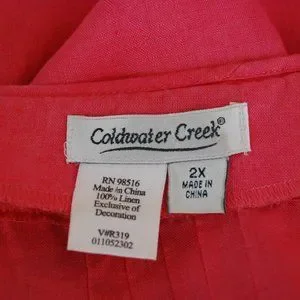 Coldwater Creek®
RN 98516
Made in China
100% Linen
Exclusive of
Decoration
V#R319
011052302
2X
MADE IN
CHINA